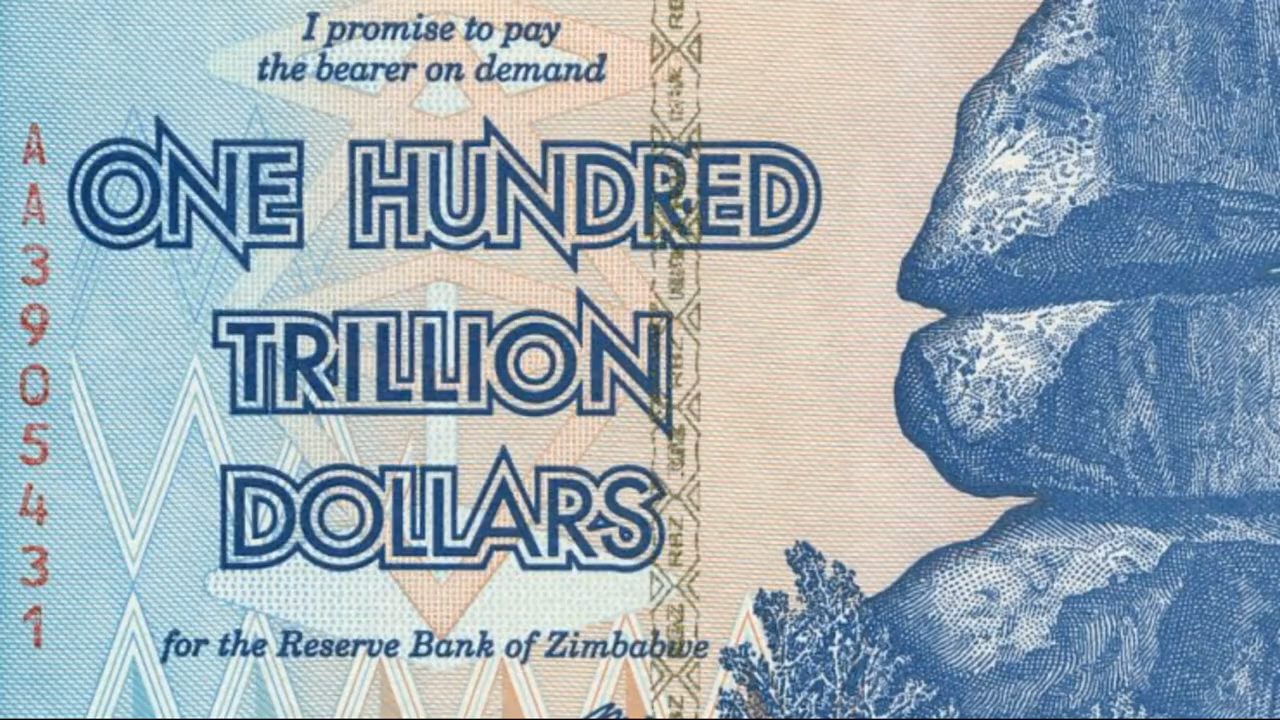 I promise to pay
the bearer on demand
ONE HUNDRED
TRILLION
DOLLARS
for the Reserve Bank of Zimbabwe
AA3905431